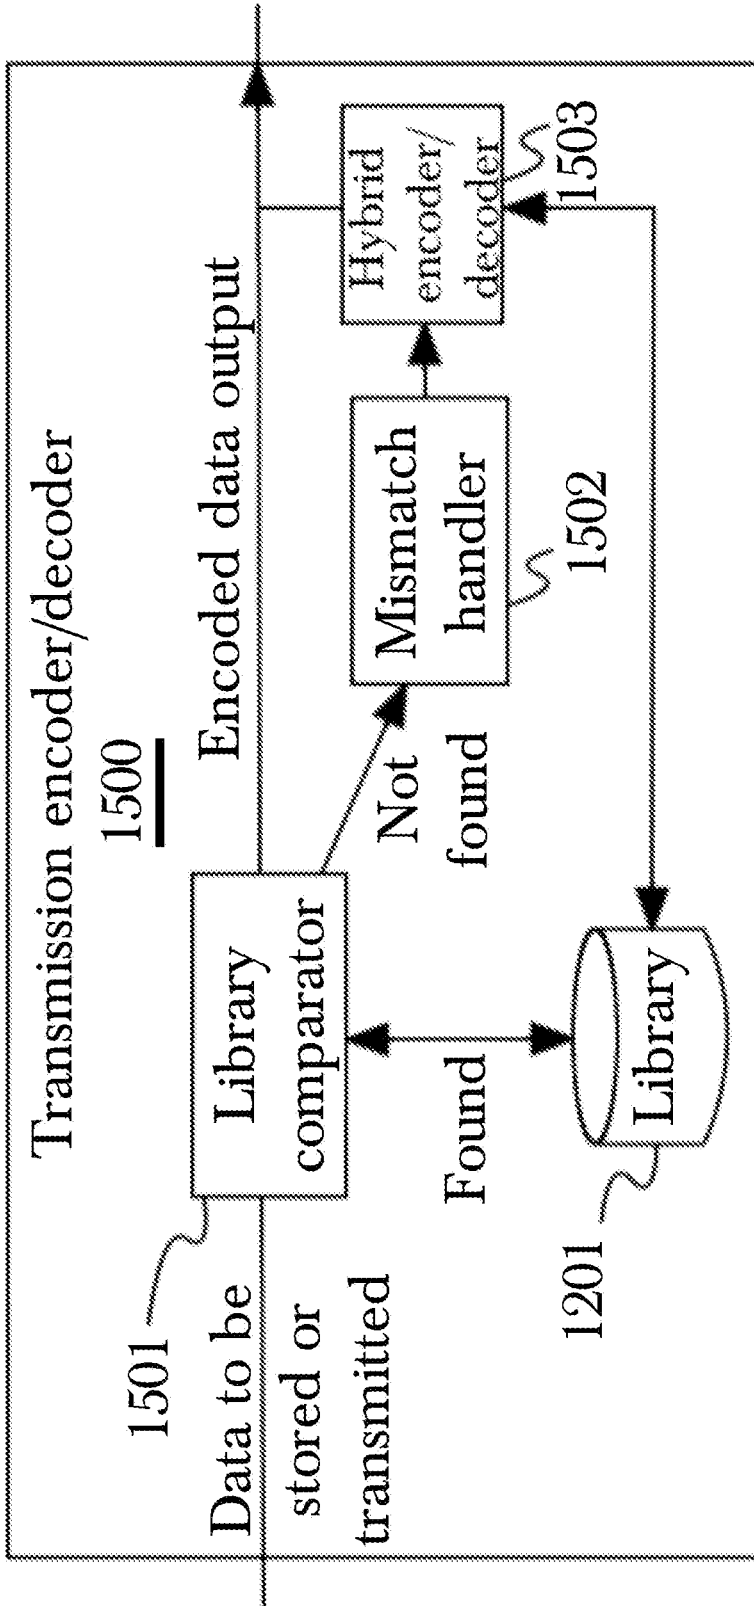 Transmission encoder/decoder
1500
1501
Data to be
stored or
transmitted
Library
comparator
Encoded data output
Not
found
Mismatch
handler
1502
Hybrid
encoder/
decoder
1503
Found
Library
1201